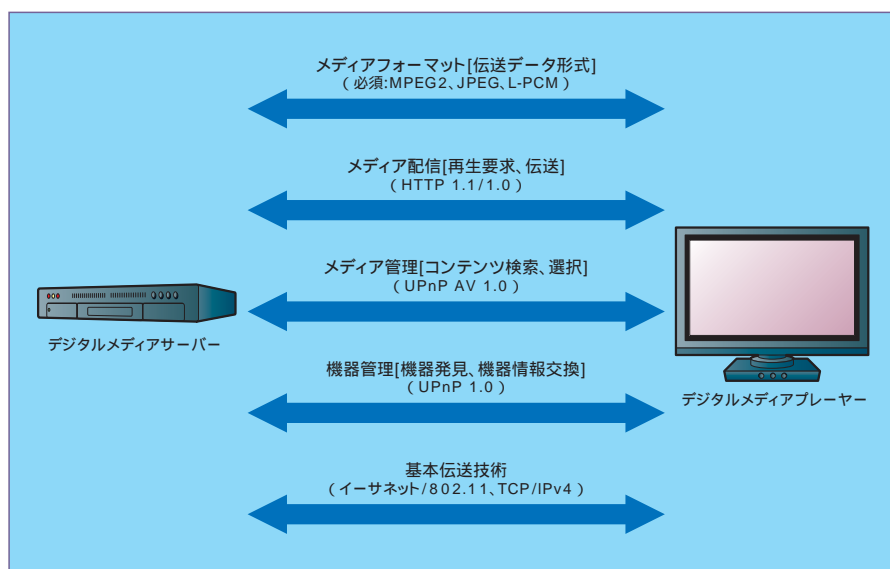 メディアフォーマット[伝送データ形式]
(必須:MPEG2、JPEG、L-PCM)
メディア配信[再生要求、伝送]
(HTTP 1.1/1.0)
メディア管理[コンテンツ検索、選択]
(UPnP AV 1.0)
デジタルメディアサーバー
機器管理[機器発見、機器情報交換]
(UPnP 1.0)
デジタルメディアプレーヤー
基本伝送技術
(イーサネット/802.11、TCP/IPv4)